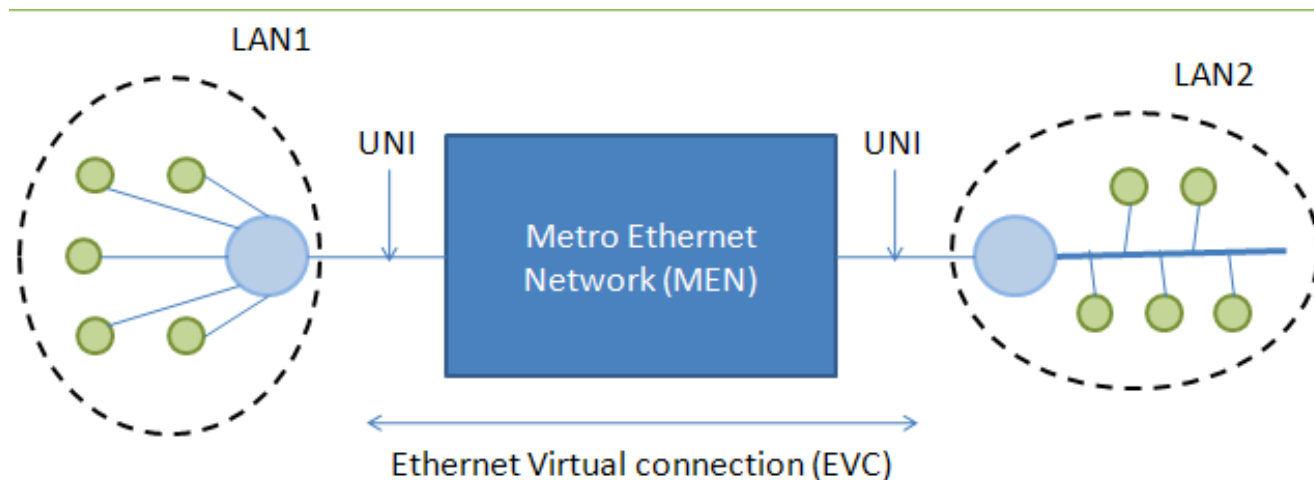 LAN1
LAN2
UNI
UNI
Metro Ethernet
Network (MEN)
Ethernet Virtual connection (EVC)